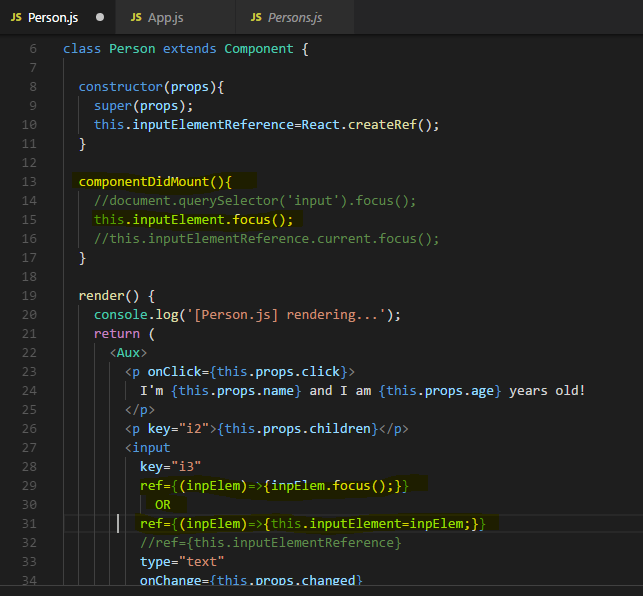 JS Person.js ● JS App.js JS Persons.js
6 class Person extends Component {
7
8 constructor(props){
9 super(props);
10 this.inputElementReference=React.createRef();
11 }
12
13 componentDidMount(){
14 //document.querySelector('input').focus();
15 this.inputElement.focus();
16 //this.inputElementReference.current.focus();
17 }
18
19 render() {
20 console.log('[Person.js] rendering...');
21 return (
22 <Aux>
23 <p onClick={this.props.click}>
24 I'm {this.props.name} and I am {this.props.age} years old!
25 </p>
26 <p key="i2">{this.props.children}</p>
27 <input
28 key="i3"
29 ref={(inpElem)=>{inpElem.focus();}}
30 OR
31 ref={(inpElem)=>{this.inputElement=inpElem;}}
32 //ref={this.inputElementReference}
33 type="text"
34 onChange={this.props.changed}